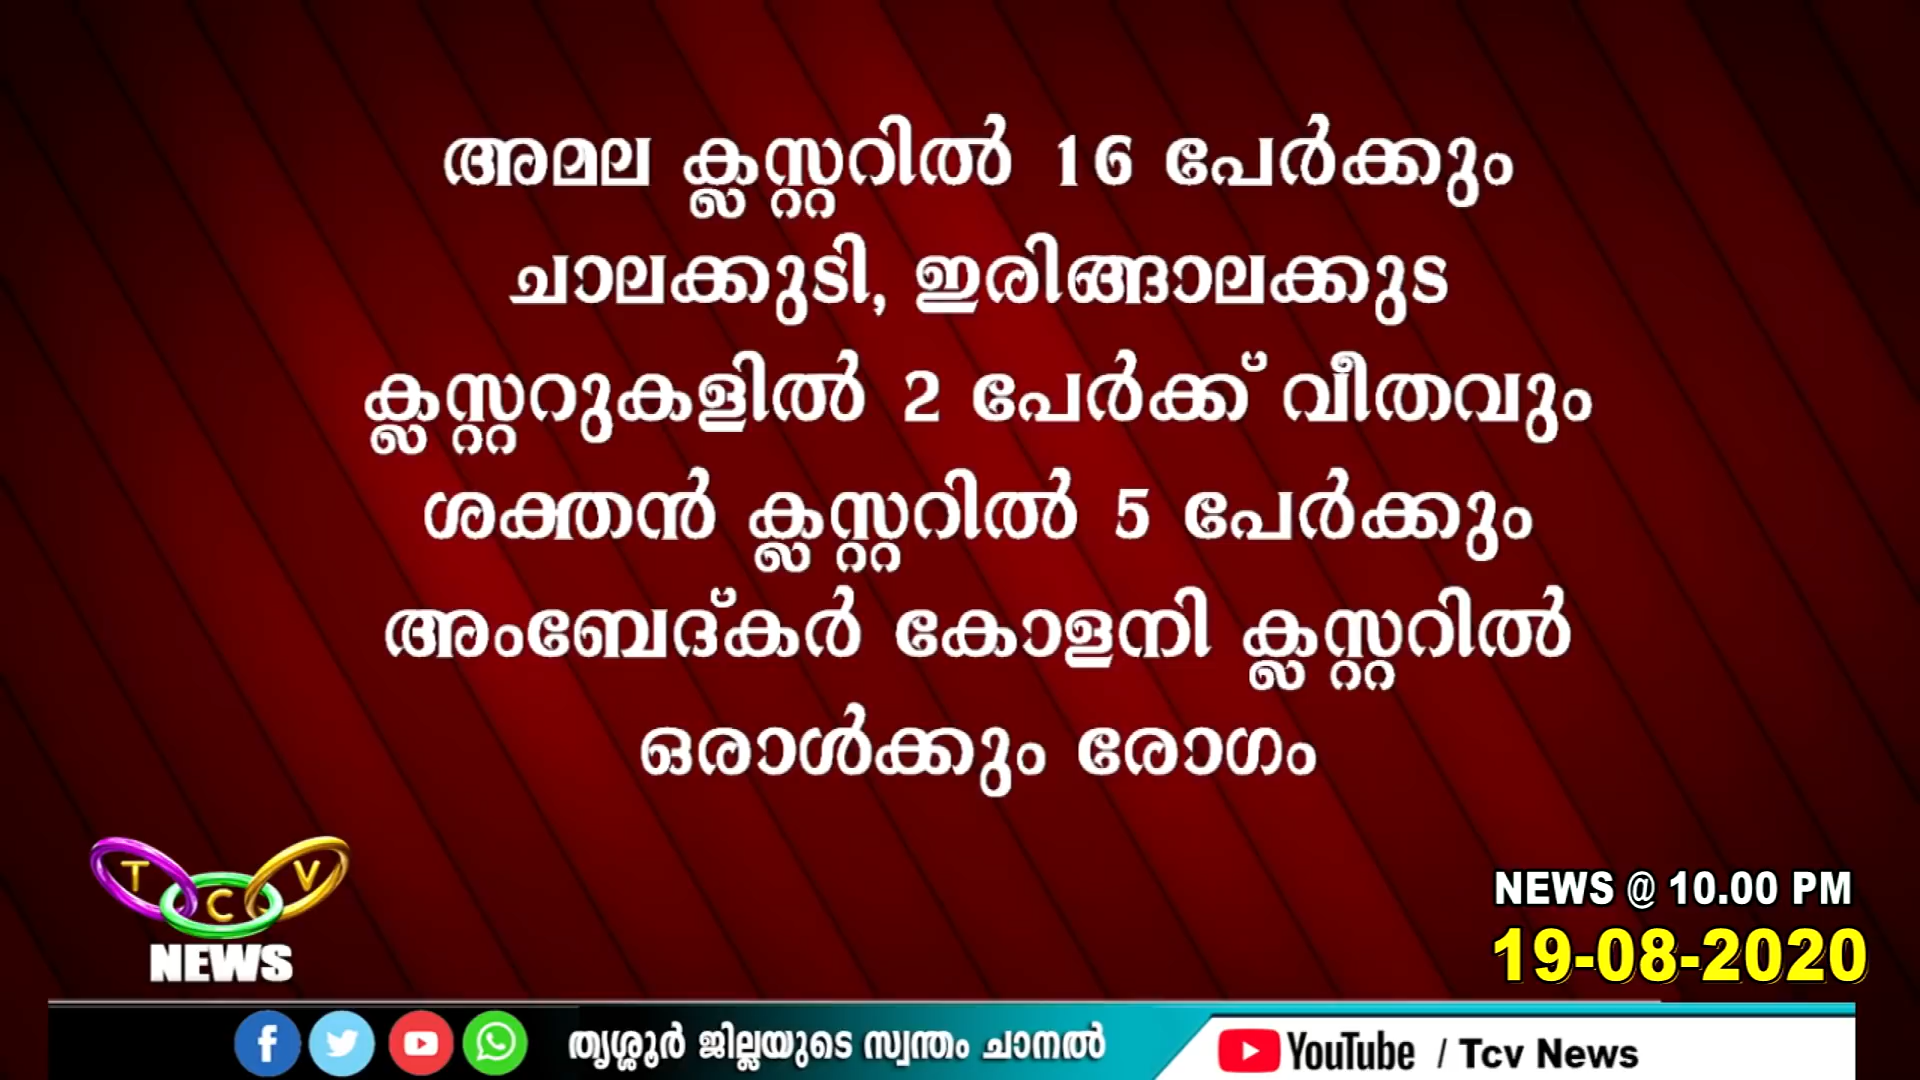 അമല ക്ലസ്റ്ററിൽ 16 പേർക്കും
ചാലക്കുടി, ഇരിങ്ങാലക്കുട
ക്ലസ്റ്ററുകളിൽ 2 പേർക്ക് വീതവും
ശക്തൻ ക്ലസ്റ്ററിൽ 5 പേർക്കും
അംബേദ്കർ കോളനി ക്ലസ്റ്ററിൽ
ഒരാൾക്കും രോഗം
T C V
NEWS
NEWS @ 10.00 PM
19-08-2020
തൃശ്ശൂർ ജില്ലയുടെ സ്വന്തം ചാനൽ
YouTube / Tcv News